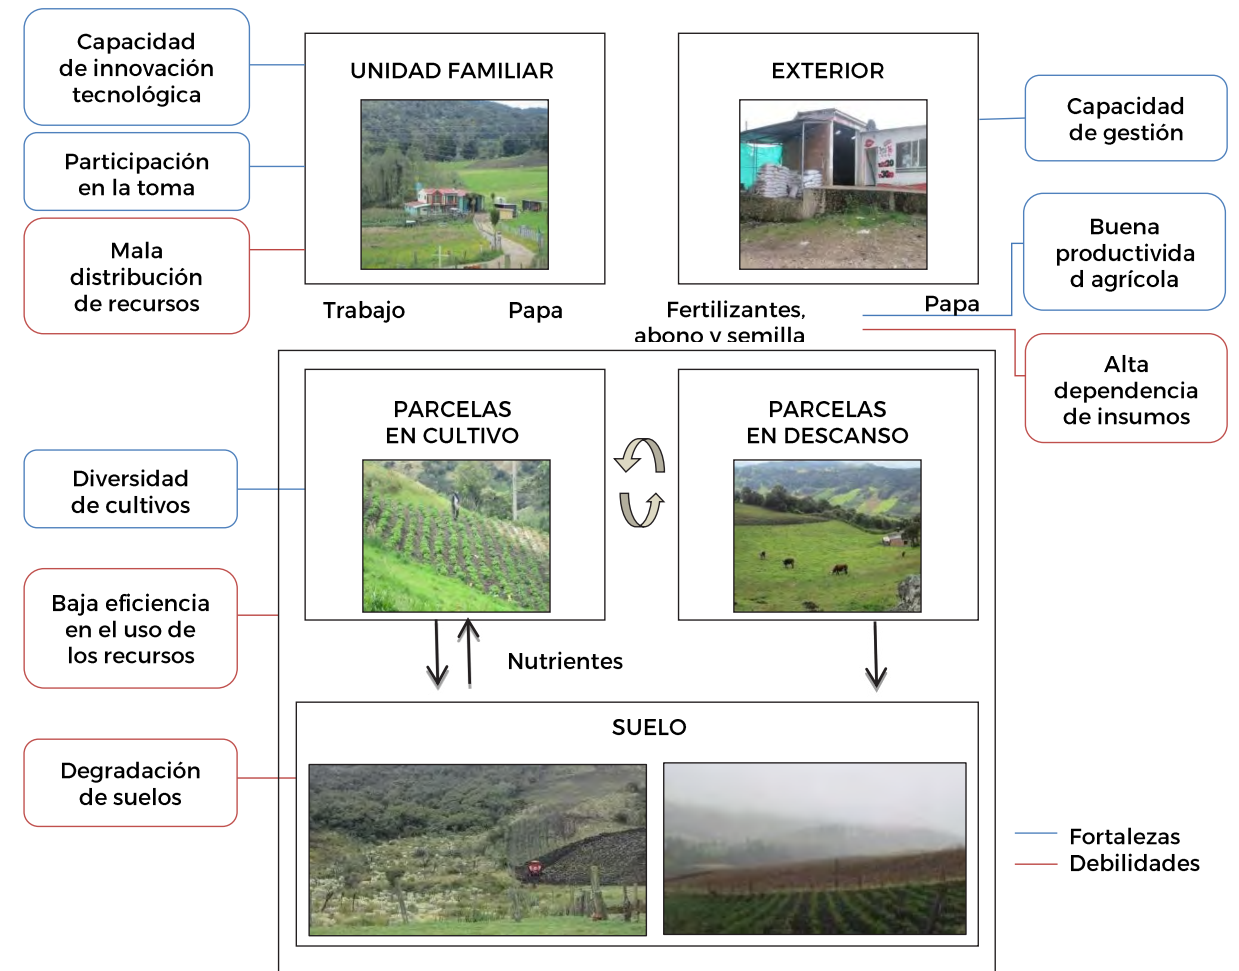 Capacidad
de innovación
tecnológica
Participación
en la toma
Mala
distribución
de recursos
UNIDAD FAMILIAR
EXTERIOR
Capacidad
de gestión
Buena
productivida
d agrícola
Trabajo
Papa
Fertilizantes,
abono y semilla
Papa
Alta
dependencia
de insumos
PARCELAS
EN CULTIVO
PARCELAS
EN DESCANSO
Diversidad
de cultivos
Baja eficiencia
en el uso de
los recursos
Nutrientes
SUELO
Degradación
de suelos
Fortalezas
Debilidades